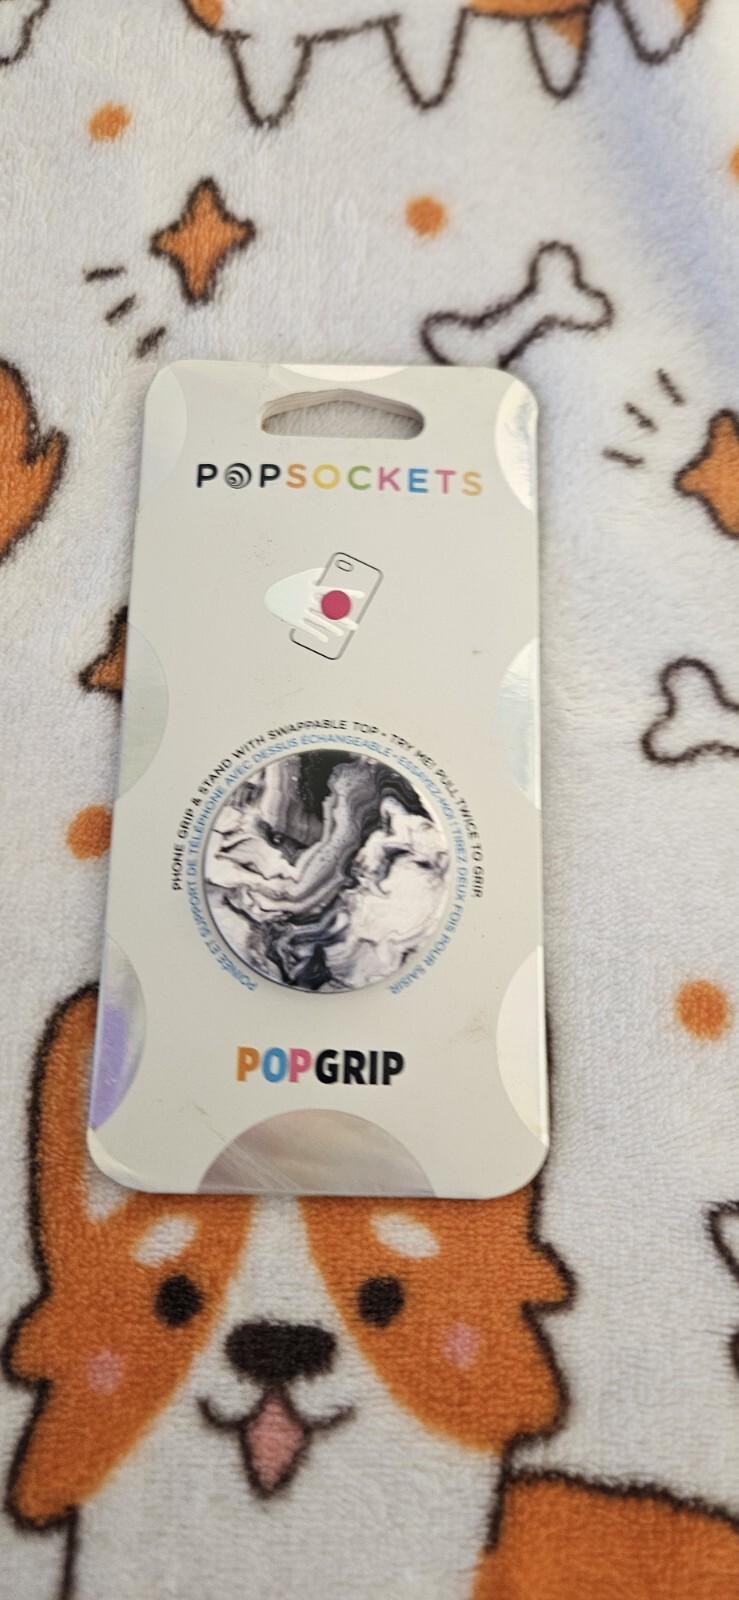 POPSOCKETS
PHONE GRIP & STAND WITH SWAPPABLE TOP • TRY ME! PULL TWICE TO GRIP
POIGNÉE ET SUPPORT DE TÉLÉPHONE AVEC DESSUS ÉCHANGEABLE • ESSAYEZ-MOI! TIREZ DEUX FOIS POUR SAISIR
POPGRIP